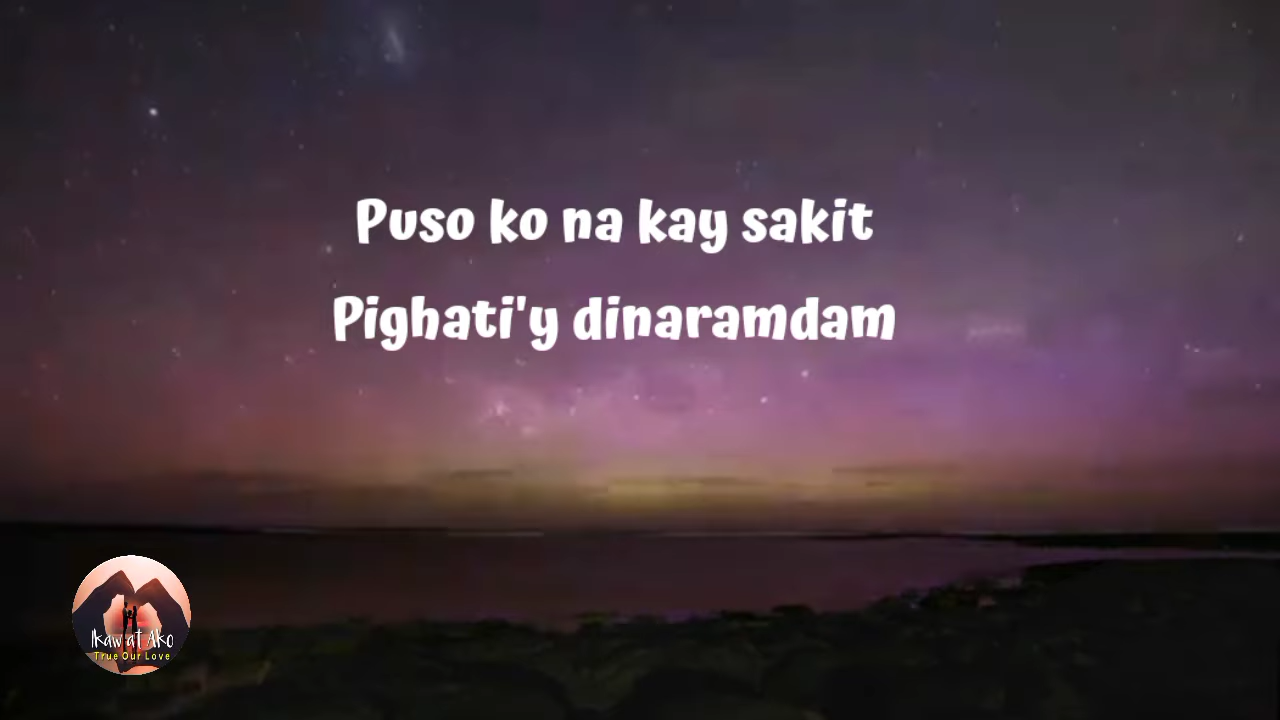 Puso ko na kay sakit
Pighati'y dinaramdam
Ikaw at Ako
True Our Love